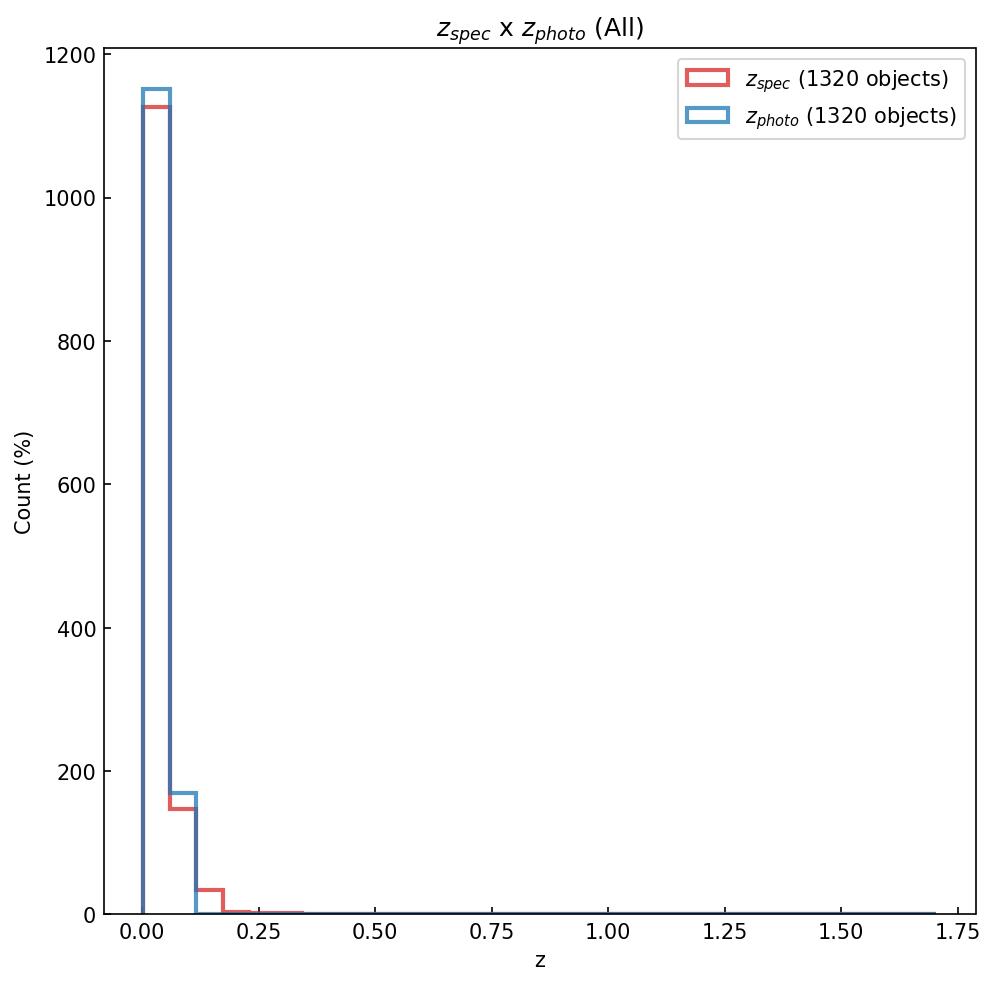 z_spec x z_photo (All)
z_spec (1320 objects)
z_photo (1320 objects)
Count (%)
1200
1000
800
600
400
200
0
0.00 0.25 0.50 0.75 1.00 1.25 1.50 1.75
z